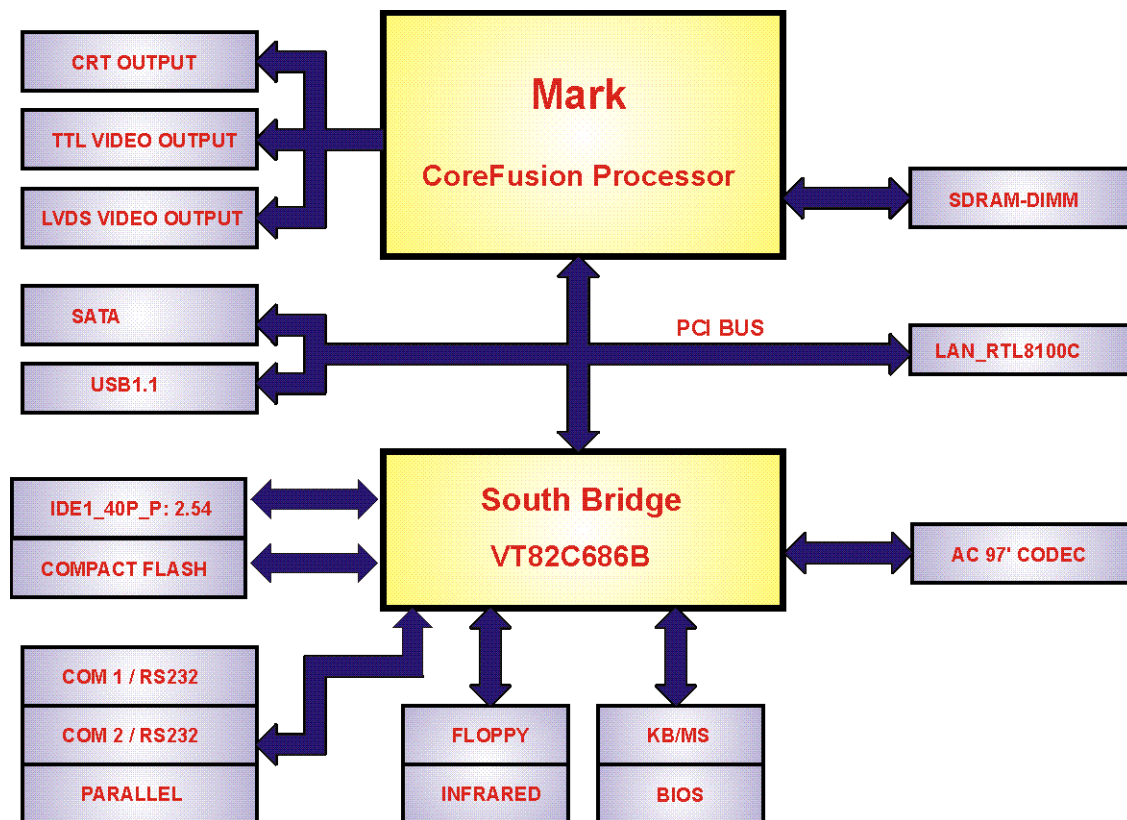 CRT OUTPUT
TTL VIDEO OUTPUT
LVDS VIDEO OUTPUT
Mark
CoreFusion Processor
SDRAM-DIMM
SATA
USB1.1
PCI BUS
LAN_RTL8100C
IDE1_40P_P: 2.54
COMPACT FLASH
South Bridge
VT82C686B
AC 97' CODEC
COM 1 / RS232
COM 2 / RS232
PARALLEL
FLOPPY
INFRARED
KB/MS
BIOS